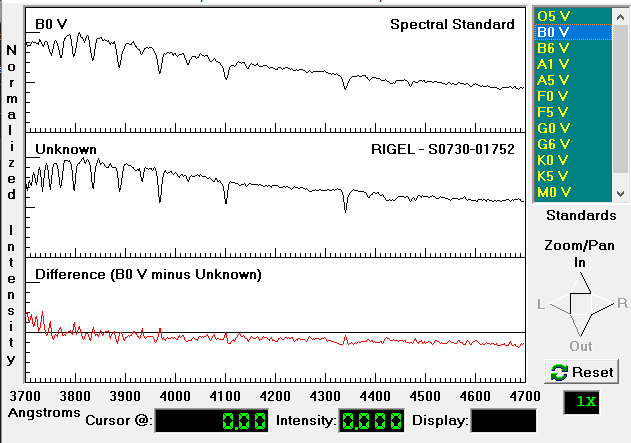 Normalized Intensity
B0 V
Spectral Standard
Unknown
RIGEL - S0730-01752
Difference (B0 V minus Unknown)
3700 3800 3900 4000 4100 4200 4300 4400 4500 4600 4700
Angstroms
Cursor @: 0.00 Intensity: 0.000 Display:
O5 V
B0 V
B6 V
A1 V
A5 V
F0 V
F5 V
G0 V
G6 V
K0 V
K5 V
M0 V
Standards
Zoom/Pan
In
L R
Out
Reset
1X